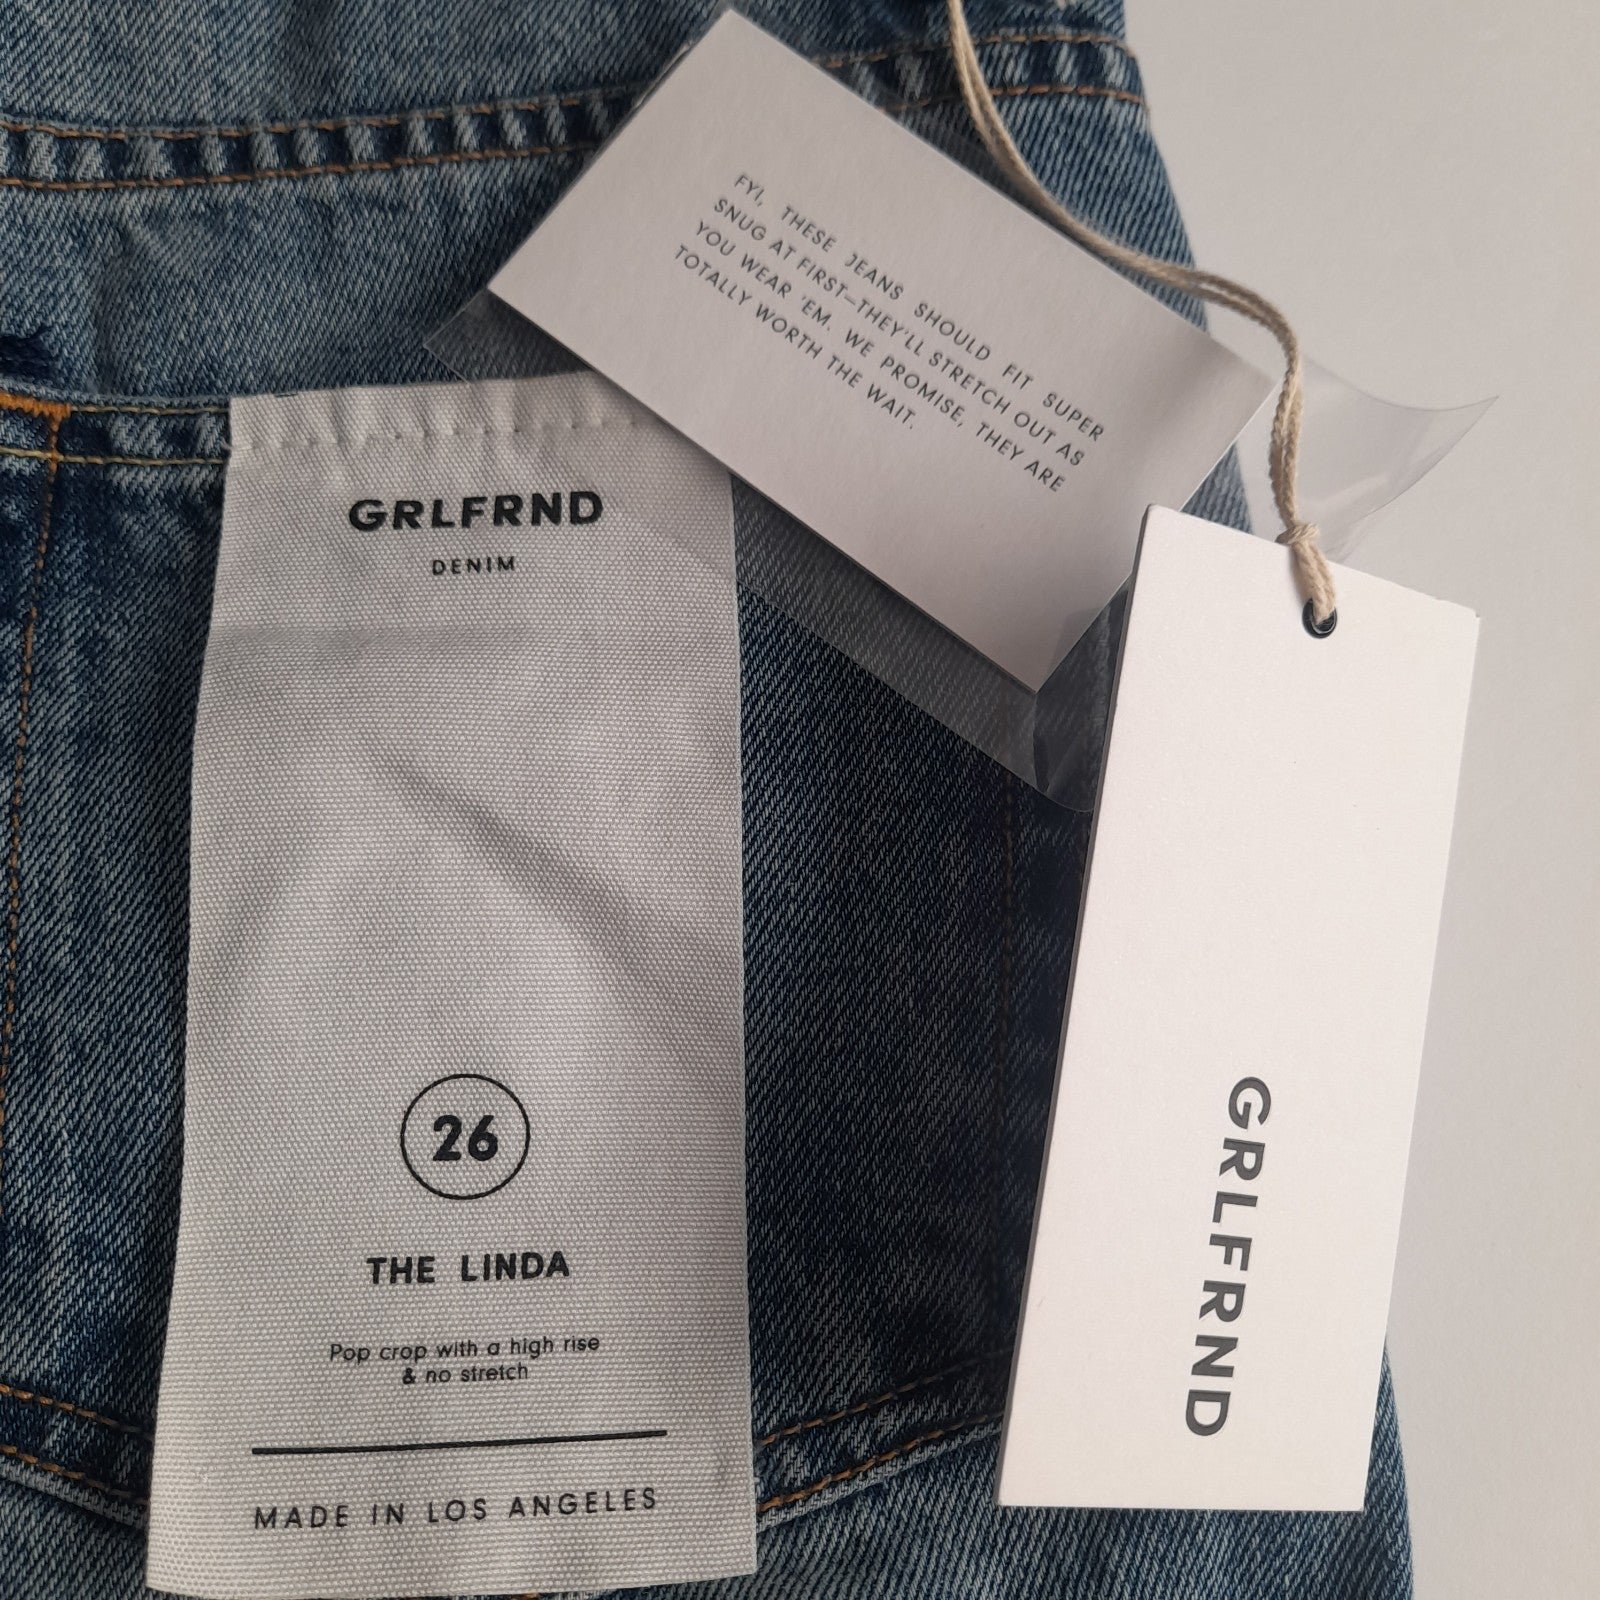 FYI, THESE JEANS SHOULD FIT SUPER
SNUG AT FIRST—THEY'LL STRETCH OUT AS
YOU WEAR 'EM. WE PROMISE, THEY ARE
TOTALLY WORTH THE WAIT.
GRLFRND
DENIM
26
THE LINDA
Pop crop with a high rise
& no stretch
MADE IN LOS ANGELES
GRLFRND